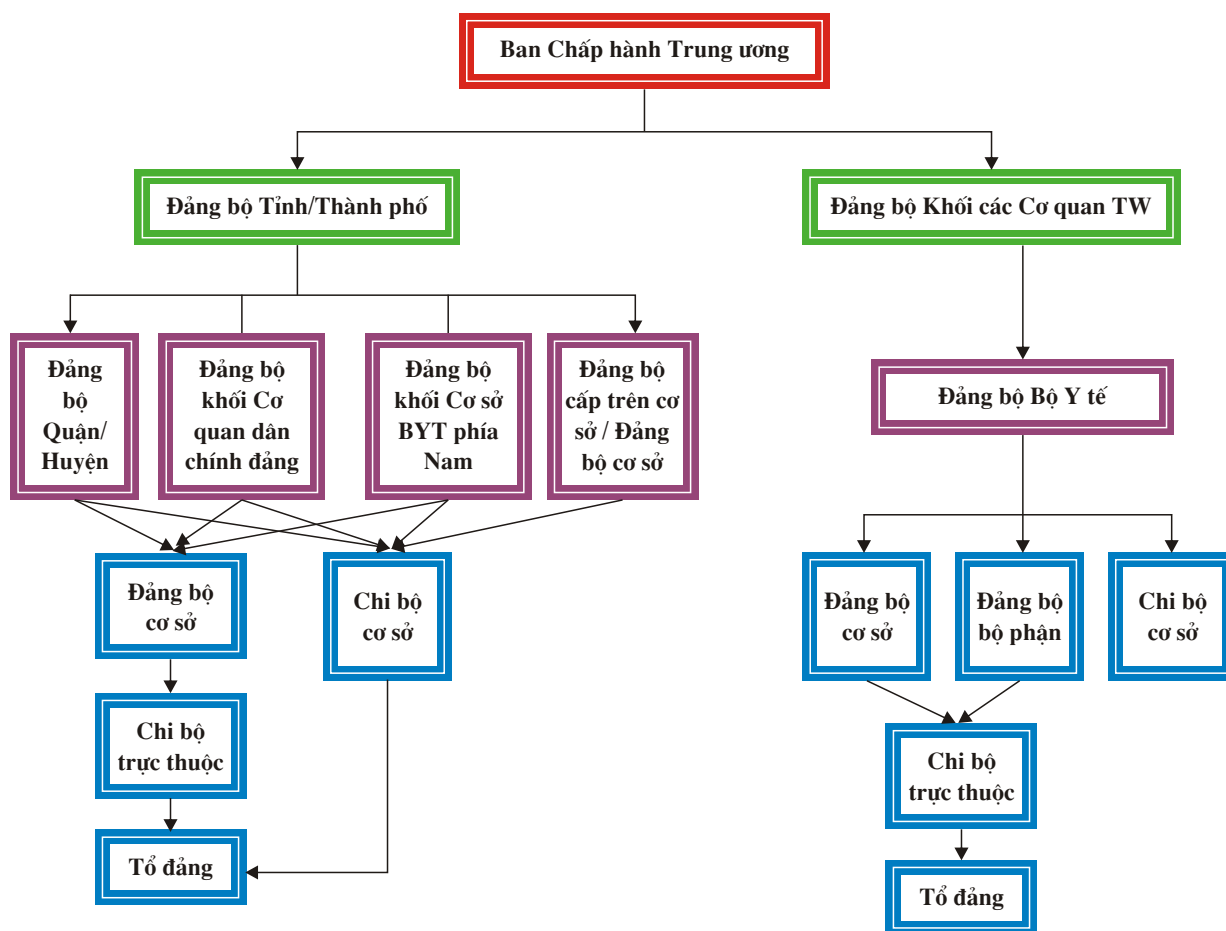 Ban Chấp hành Trung ương
Đảng bộ Tỉnh/Thành phố
Đảng bộ Khối các Cơ quan TW
Đảng
bộ
Quận/
Huyện
Đảng bộ
khối Cơ
quan dân
chính đảng
Đảng bộ
khối Cơ sở
BYT phía
Nam
Đảng bộ
cấp trên cơ
sở / Đảng
bộ cơ sở
Đảng bộ Bộ Y tế
Đảng bộ
cơ sở
Chi bộ
cơ sở
Đảng bộ
cơ sở
Đảng bộ
bộ phận
Chi bộ
cơ sở
Chi bộ
trực thuộc
Chi bộ
trực thuộc
Tổ đảng
Tổ đảng